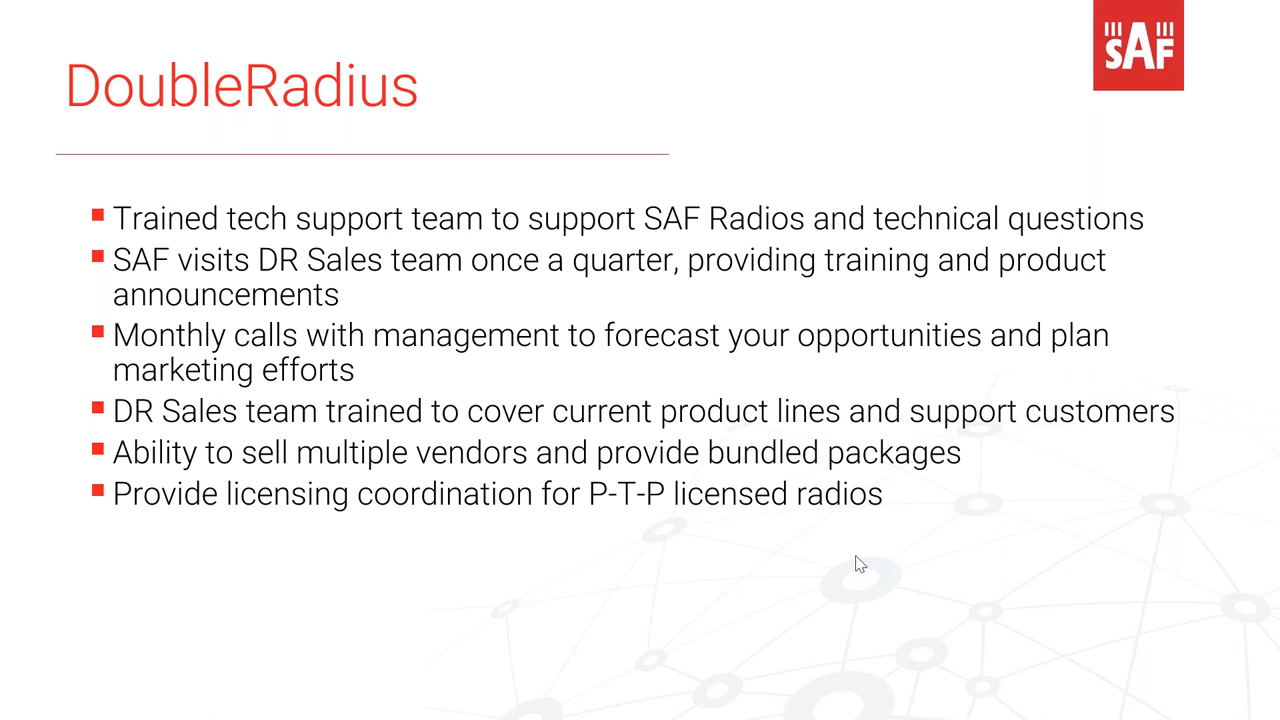 SAF
DoubleRadius
Trained tech support team to support SAF Radios and technical questions
SAF visits DR Sales team once a quarter, providing training and product
announcements
Monthly calls with management to forecast your opportunities and plan
marketing efforts
DR Sales team trained to cover current product lines and support customers
Ability to sell multiple vendors and provide bundled packages
Provide licensing coordination for P-T-P licensed radios